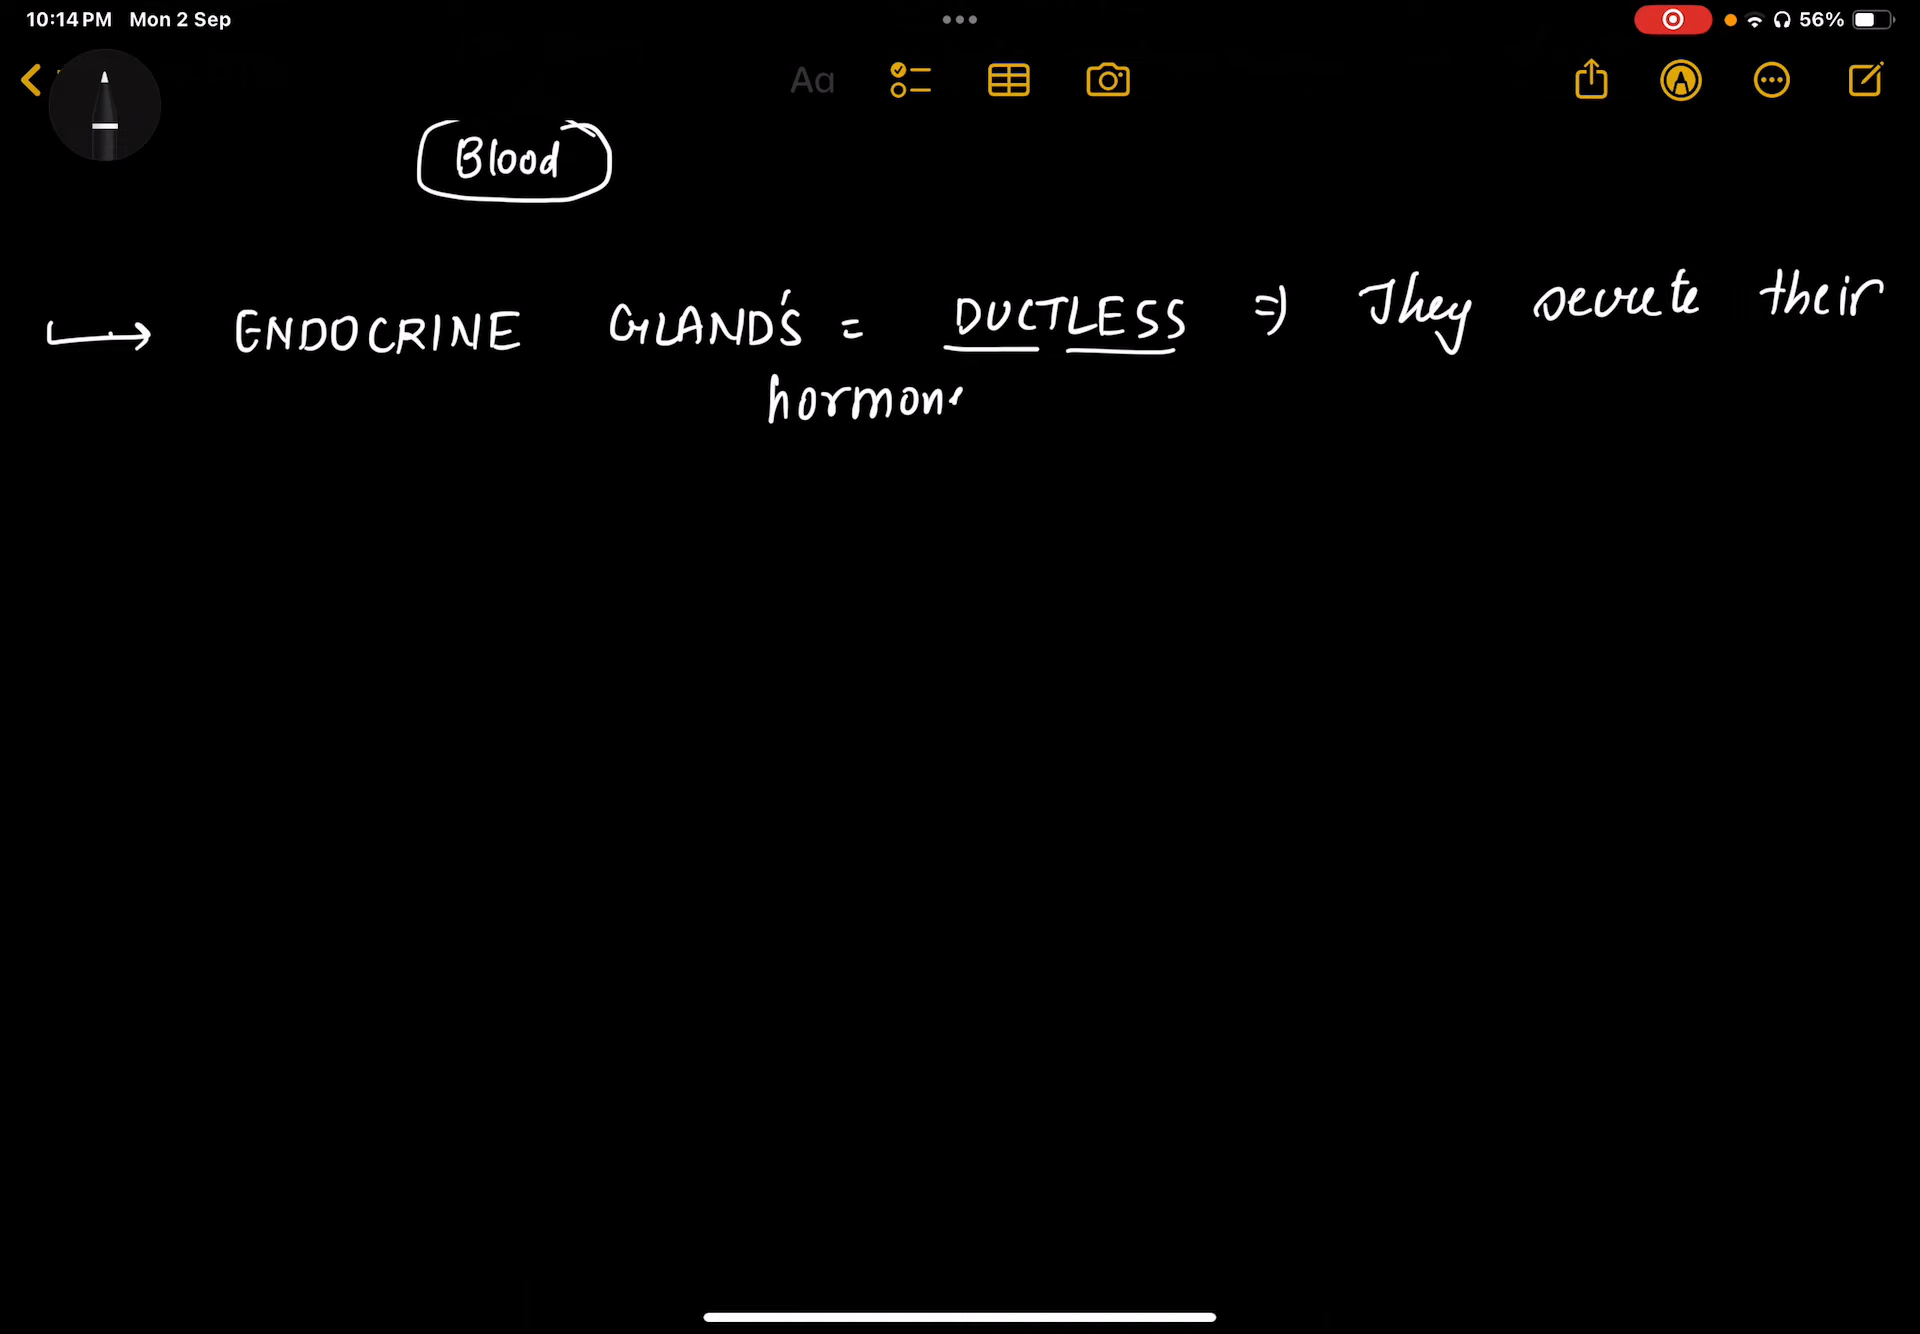 10:14 PM Mon 2 Sep 56%
Aa
Blood
ENDOCRINE GLAND'S = DUCTLESS => They secrete their
hormon